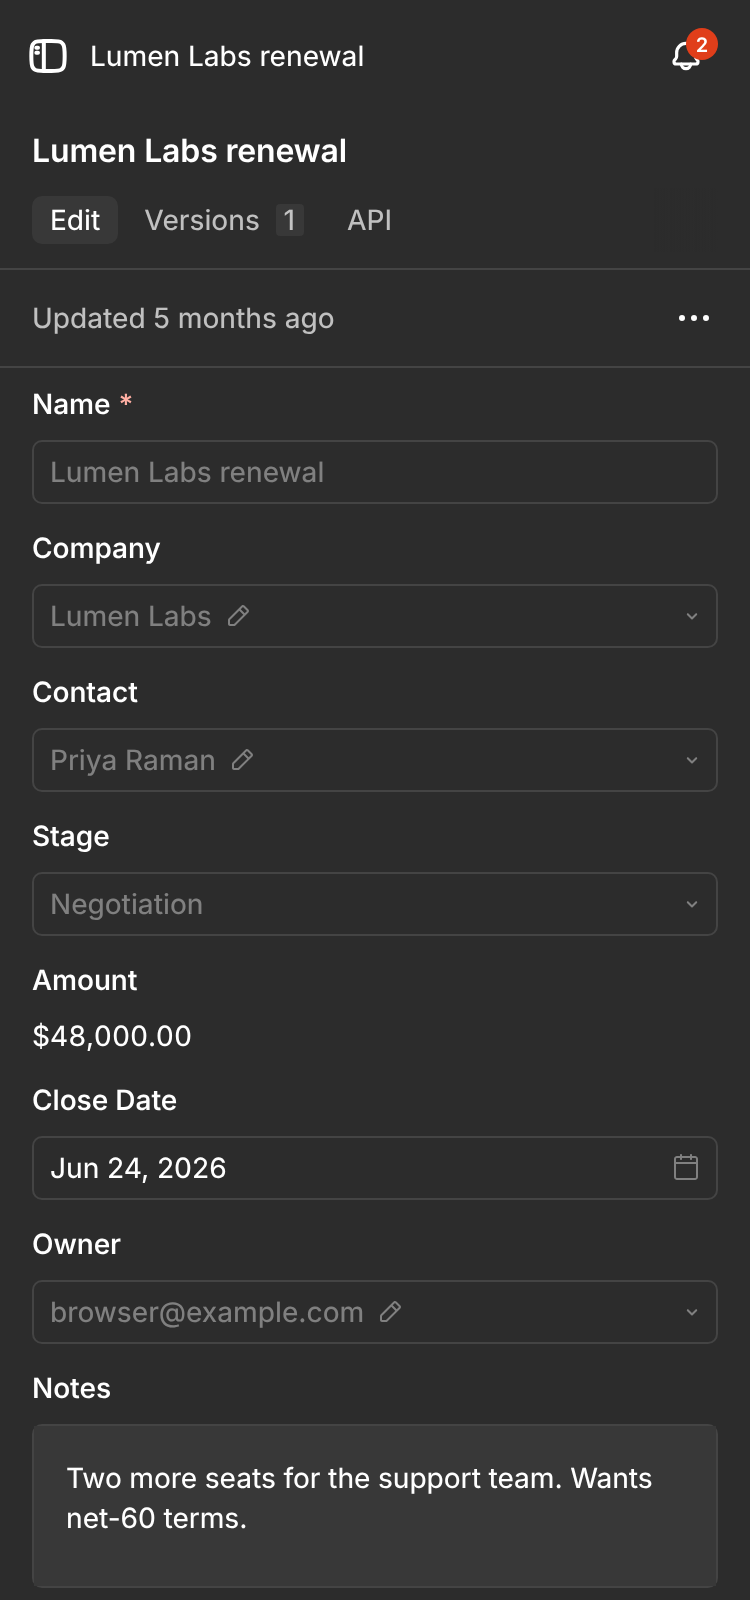 Lumen Labs renewal
2
Lumen Labs renewal
Edit
Versions 1
API
Updated 5 months ago
Name *
Lumen Labs renewal
Company
Lumen Labs
Contact
Priya Raman
Stage
Negotiation
Amount
$48,000.00
Close Date
Jun 24, 2026
Owner
browser@example.com
Notes
Two more seats for the support team. Wants
net-60 terms.